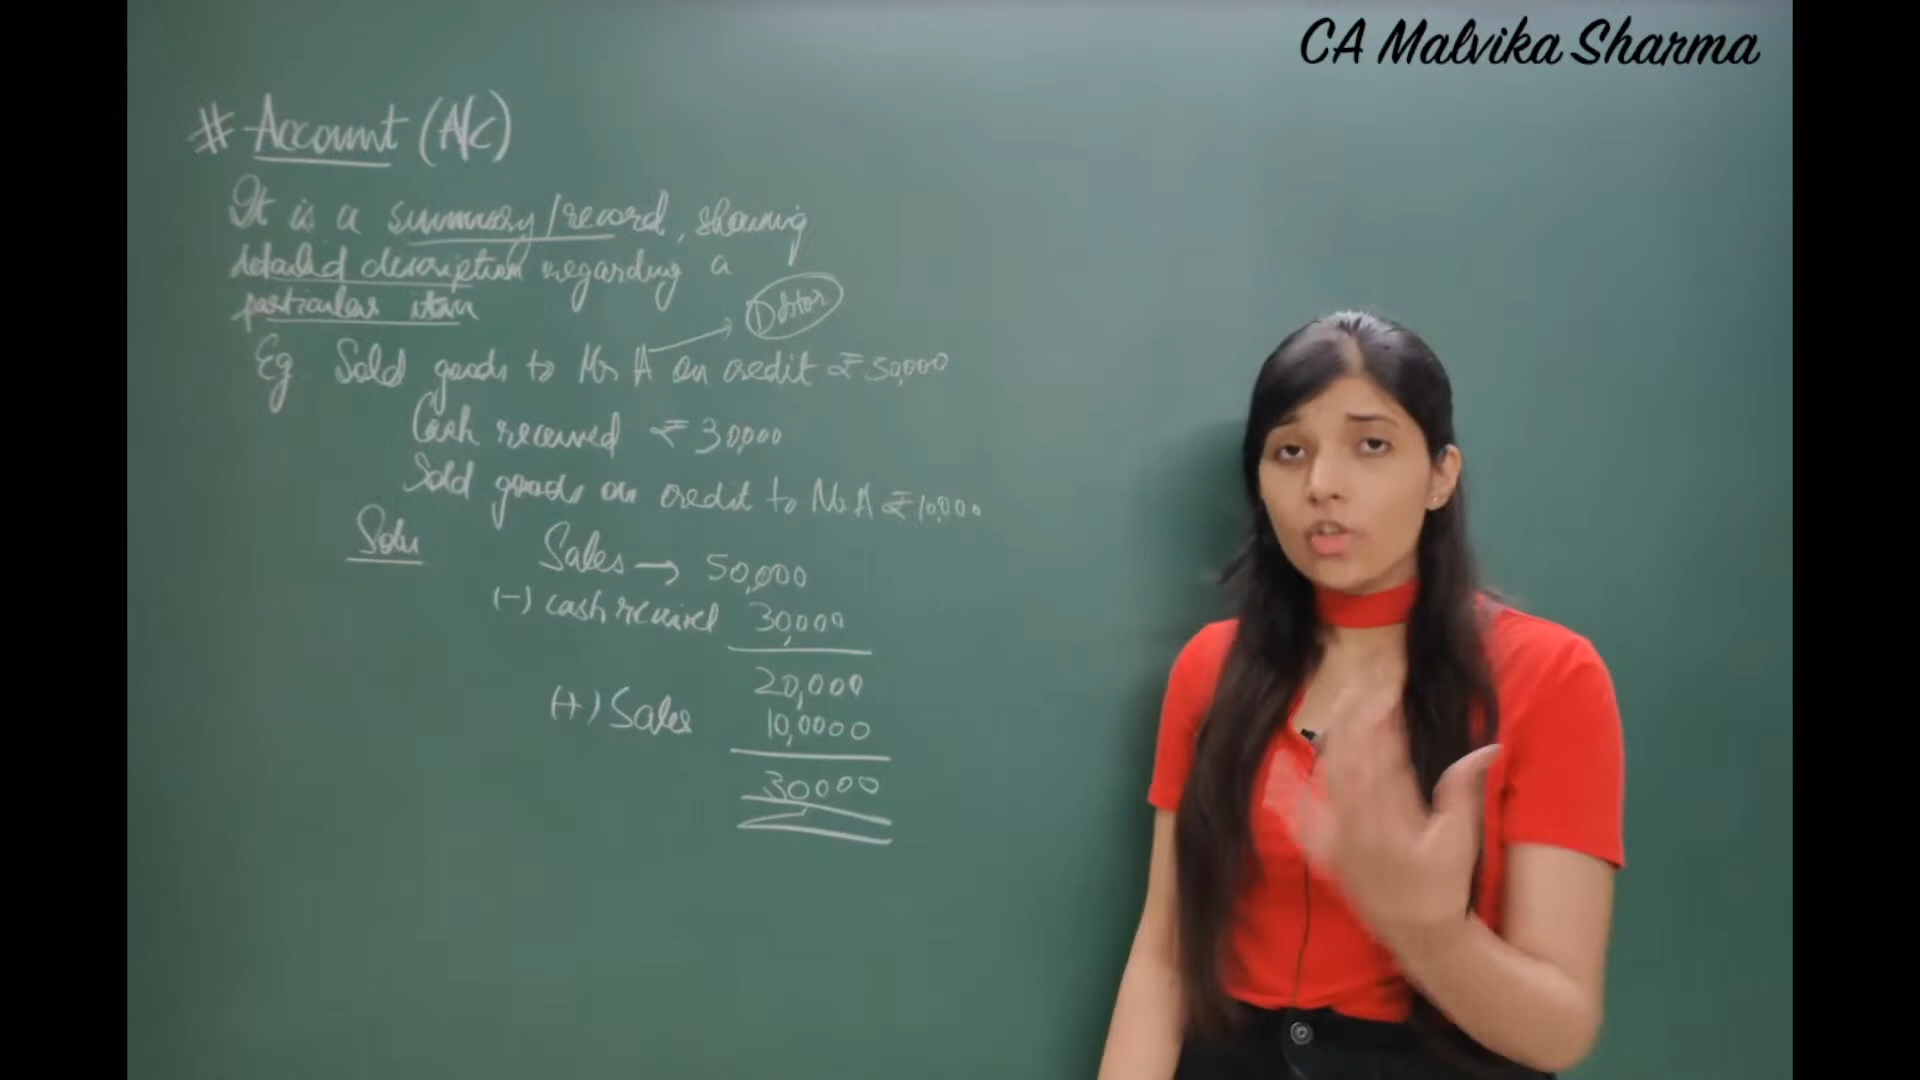 CA Malvika Sharma
# Account (A/c)
It is a summary/record, showing
detailed description regarding a
particular item
Debtor
Eg Sold goods to Mr A on credit ₹ 50,000
Cash received ₹ 30,000
Sold goods on credit to Mr A ₹ 10,000
Soln
Sales → 50,000
(-) cash received 30,000
20,000
(+) Sales 10,0000
30000